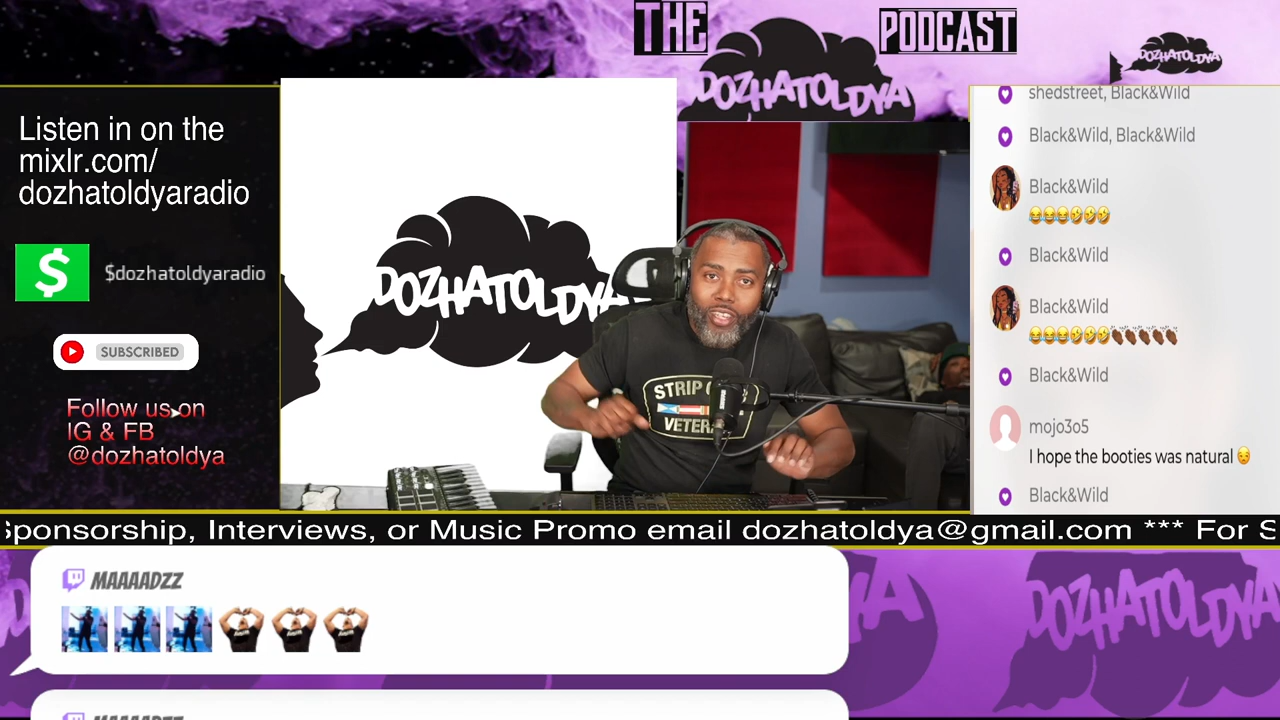 THE
PODCAST
DOZHATOLDYA
DOZHATOLDYA
Listen in on the
mixlr.com/
dozhatoldyaradio
$dozhatoldyaradio
SUBSCRIBED
Follow us on
IG & FB
@dozhatoldya
DOZHATOLDYA
STRIP
VETER
shedstreet, Black&Wild
Black&Wild, Black&Wild
Black&Wild
😂😂😂🤣🤣🤣
Black&Wild
Black&Wild
😂😂😂🤣🤣🤣👏🏾👏🏾👏🏾👏🏾👏🏾
Black&Wild
mojo3o5
I hope the booties was natural😌
Black&Wild
Sponsorship, Interviews, or Music Promo email dozhatoldya@gmail.com *** For S
MAAAADZZ
DOZHATOLDYA
MAAAADZZ